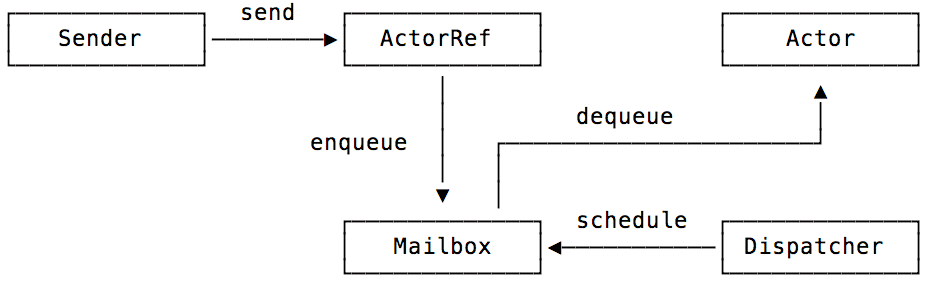 send
Sender
ActorRef
Actor
dequeue
enqueue
schedule
Mailbox
Dispatcher